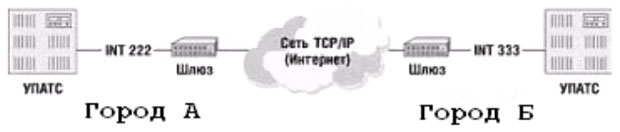 INT 222
Сеть TCP/IP
(Интернет)
INT 333
УПАТС
Шлюз
Шлюз
УПАТС
Город А
Город Б